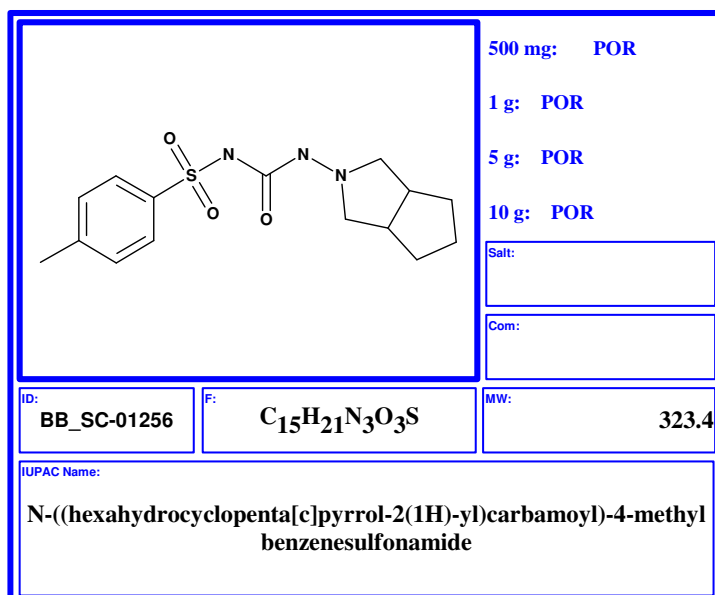 500 mg: POR
1 g: POR
5 g: POR
10 g: POR
O
N
N
S
N
O
O
Salt:
Com:
ID:
BB_SC-01256
F:
C15H21N3O3S
MW:
323.4
IUPAC Name:
N-((hexahydrocyclopenta[c]pyrrol-2(1H)-yl)carbamoyl)-4-methyl
benzenesulfonamide